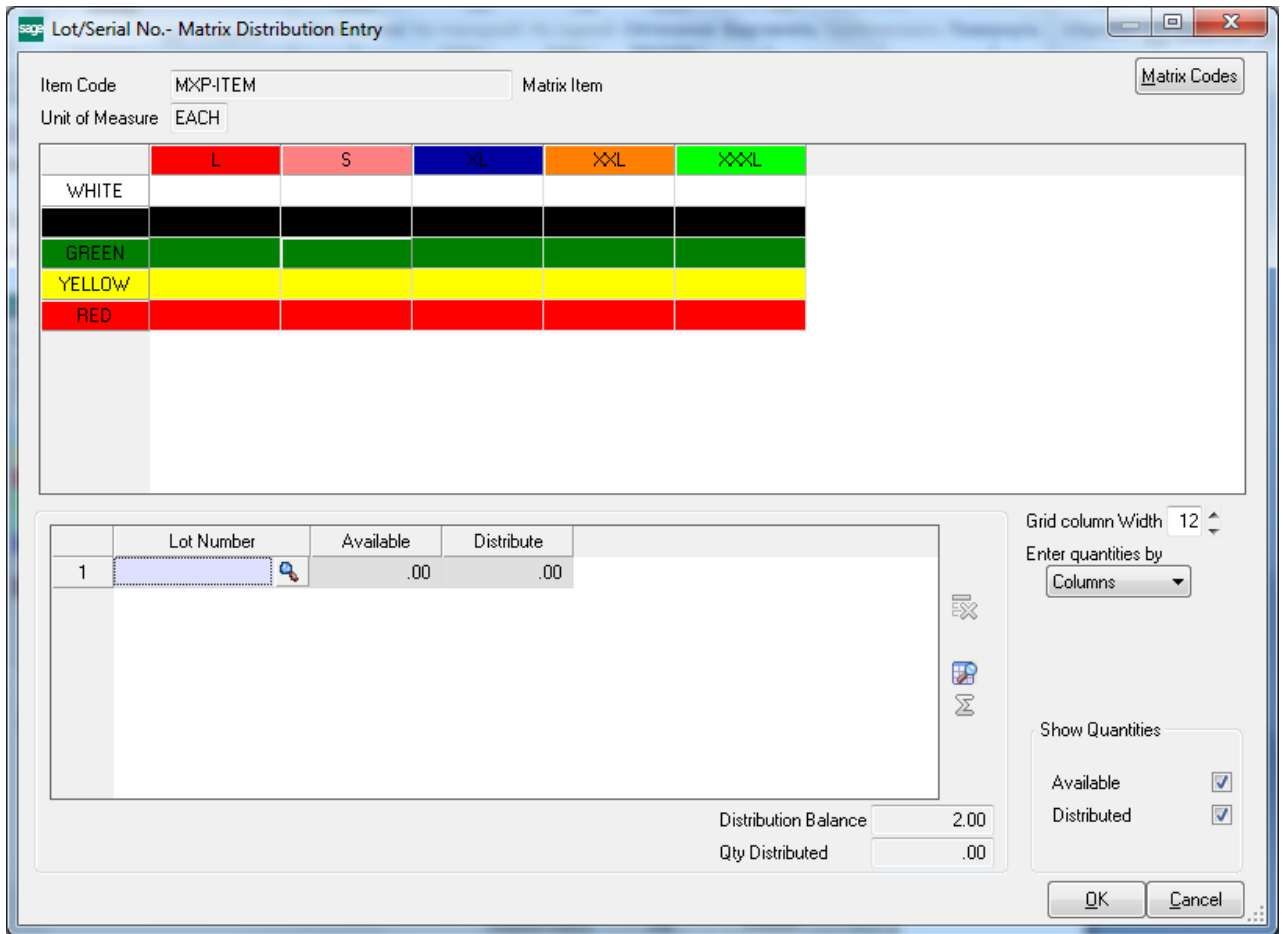 sage Lot/Serial No.- Matrix Distribution Entry
Item Code MXP-ITEM Matrix Item Matrix Codes
Unit of Measure EACH
L S XL XXL XXXL
WHITE
GREEN
YELLOW
RED
Grid column Width 12
Lot Number Available Distribute
Enter quantities by
1 .00 .00
Columns
Show Quantities
Available
Distribution Balance 2.00
Distributed
Qty Distributed .00
OK Cancel